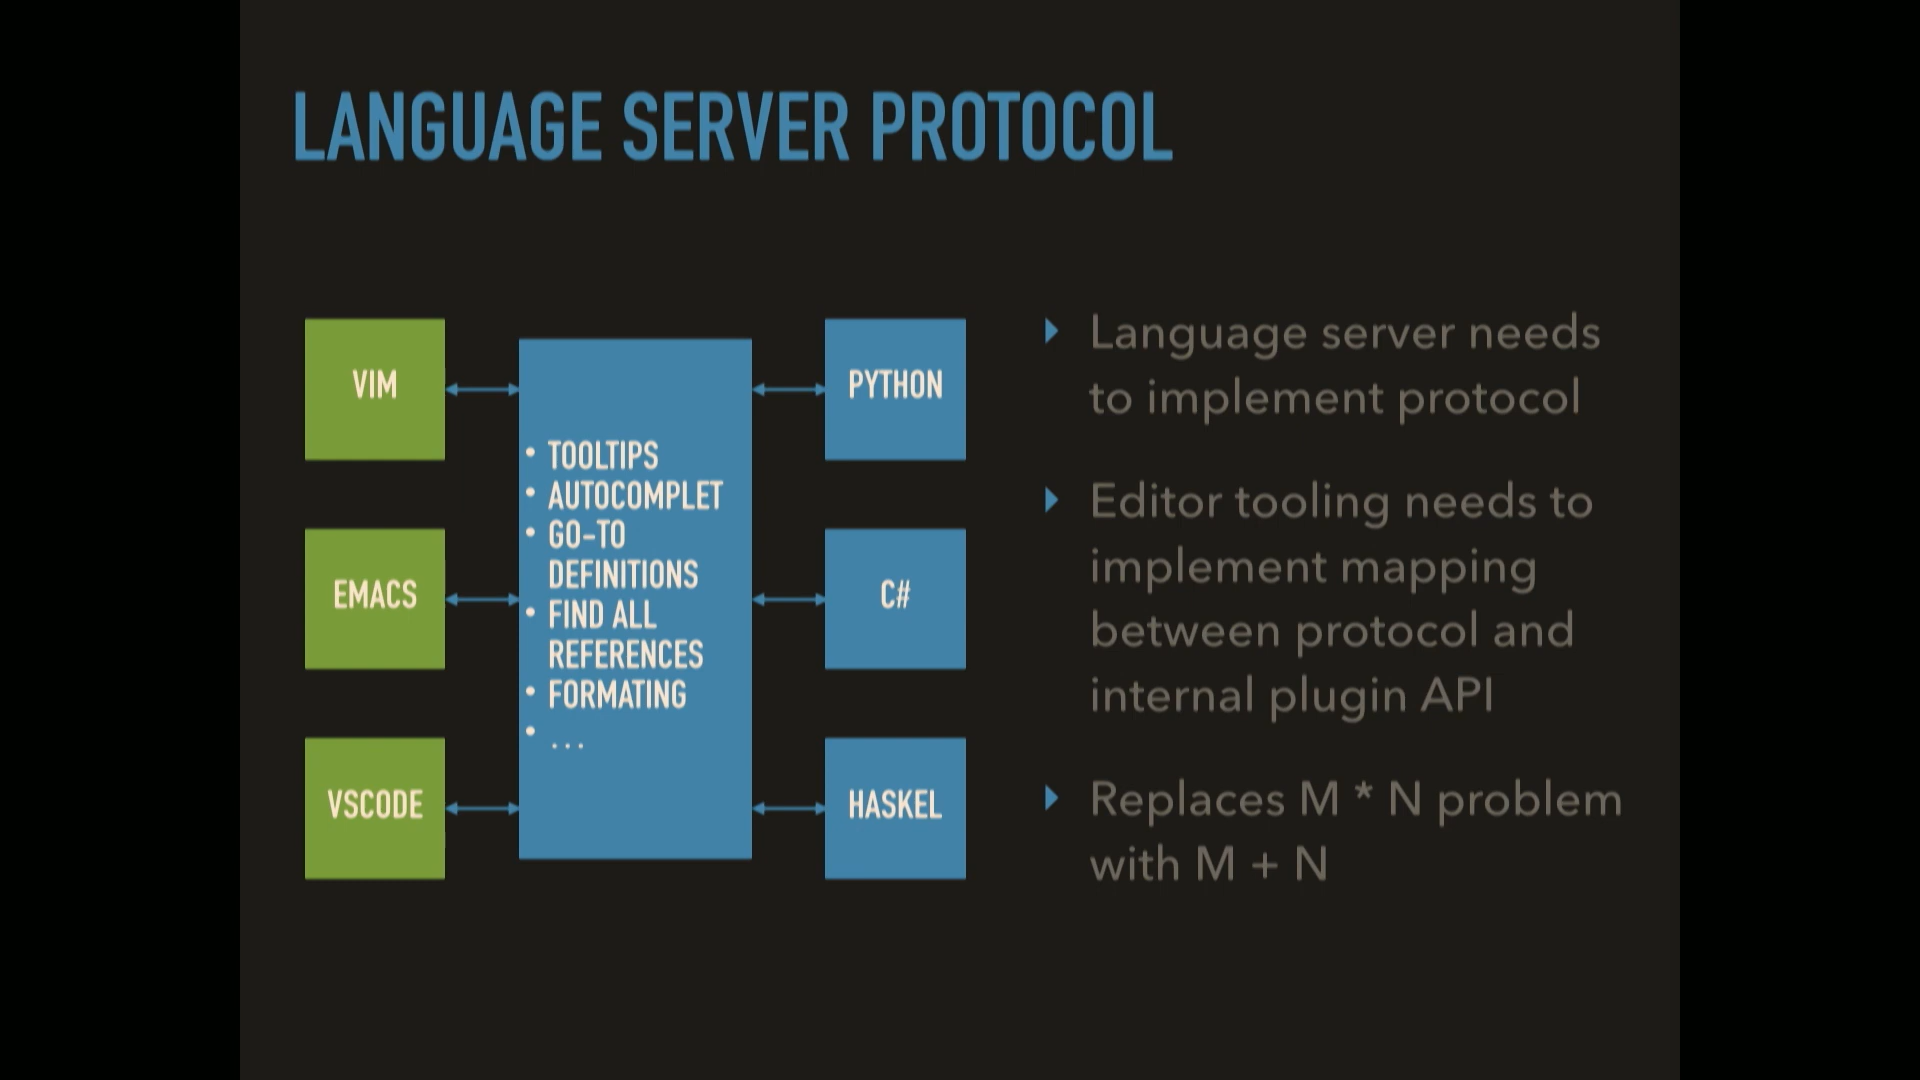 LANGUAGE SERVER PROTOCOL
VIM
EMACS
VSCODE
• TOOLTIPS
• AUTOCOMPLET
• GO-TO
DEFINITIONS
• FIND ALL
REFERENCES
• FORMATING
• ...
PYTHON
C#
HASKEL
Language server needs
to implement protocol
Editor tooling needs to
implement mapping
between protocol and
internal plugin API
Replaces M * N problem
with M + N